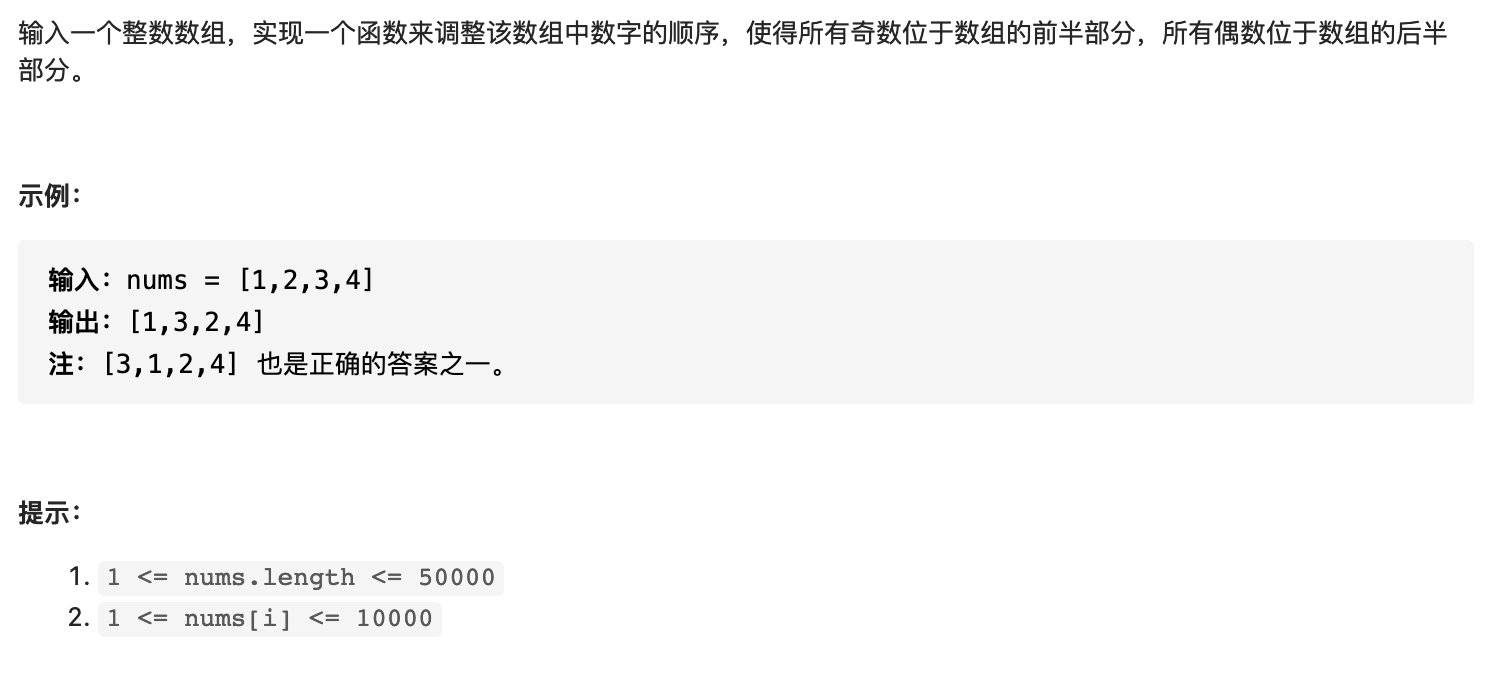 输入一个整数数组，实现一个函数来调整该数组中数字的顺序，使得所有奇数位于数组的前半部分，所有偶数位于数组的后半
部分。
示例：
输入：nums = [1,2,3,4]
输出：[1,3,2,4]
注：[3,1,2,4] 也是正确的答案之一。
提示：
1. 1 <= nums.length <= 50000
2. 1 <= nums[i] <= 10000